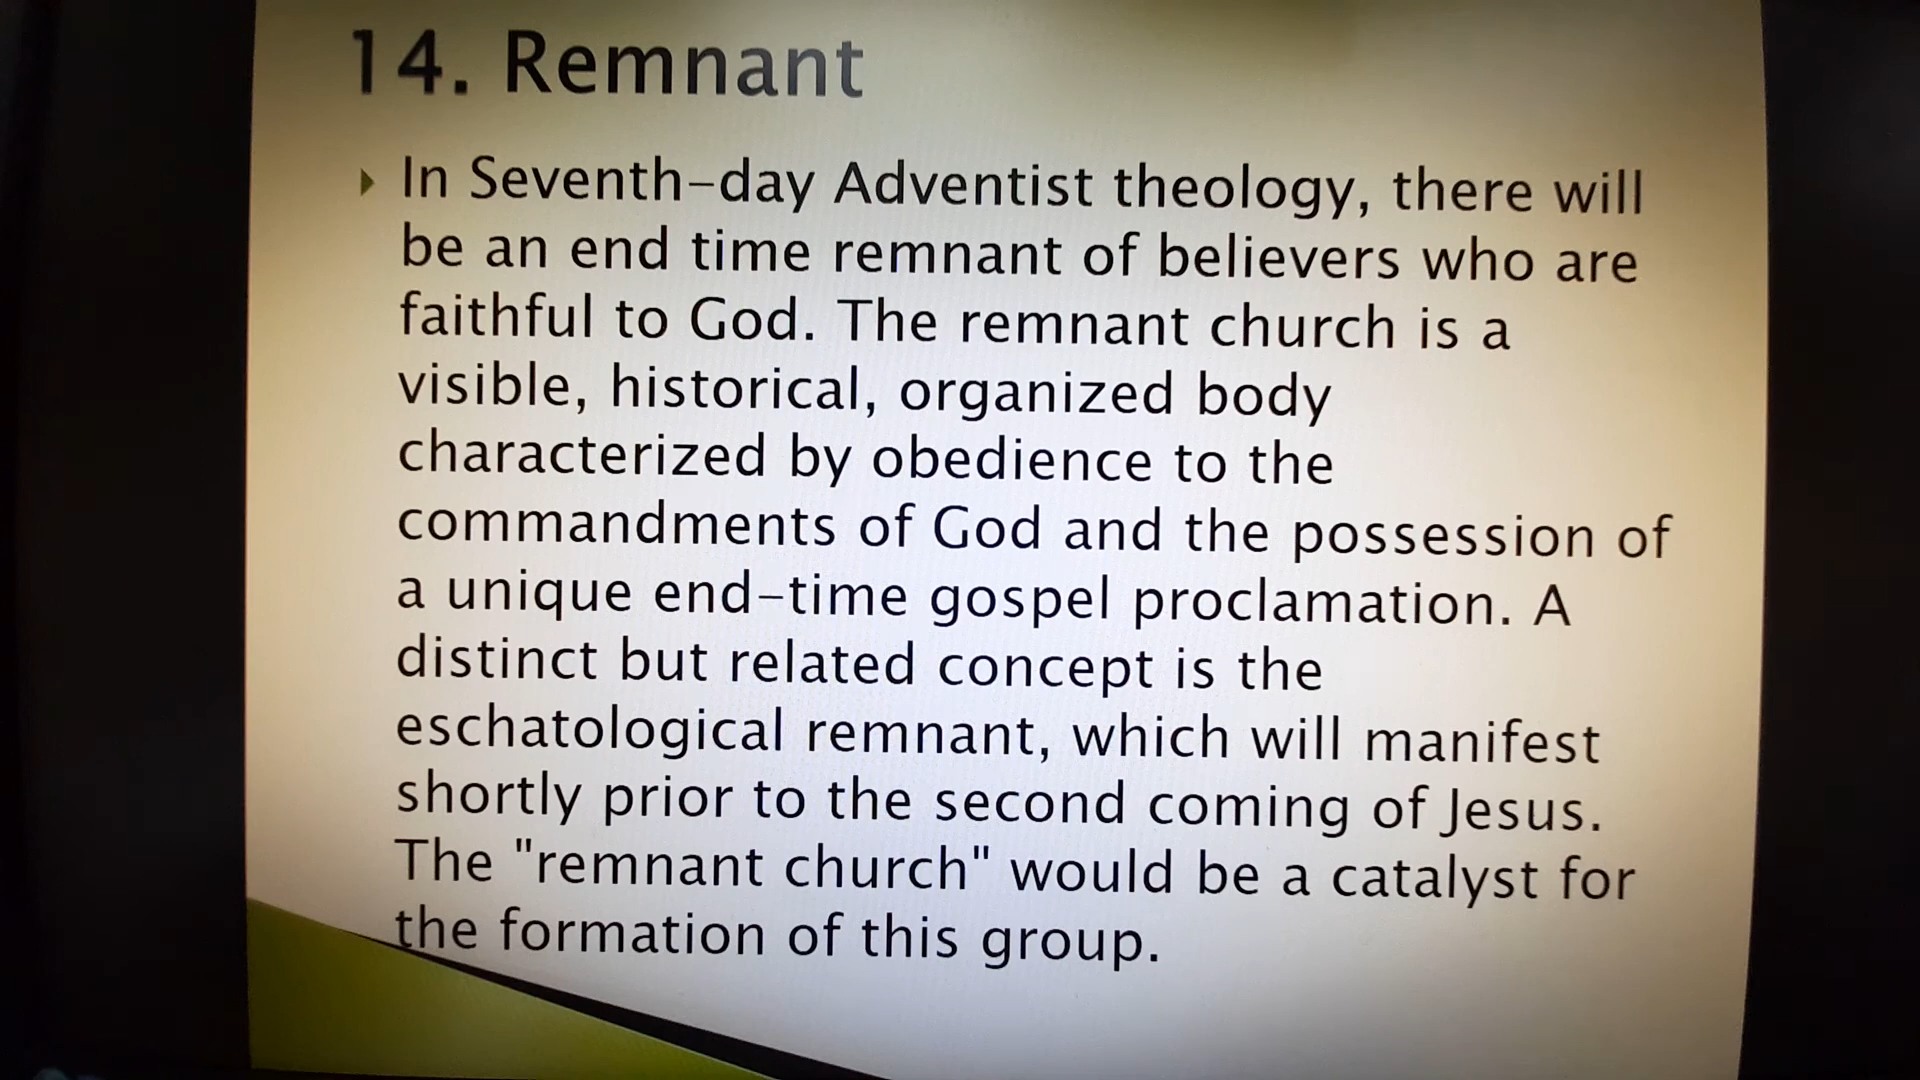 14. Remnant
In Seventh-day Adventist theology, there will
be an end time remnant of believers who are
faithful to God. The remnant church is a
visible, historical, organized body
characterized by obedience to the
commandments of God and the possession of
a unique end-time gospel proclamation. A
distinct but related concept is the
eschatological remnant, which will manifest
shortly prior to the second coming of Jesus.
The "remnant church" would be a catalyst for
the formation of this group.